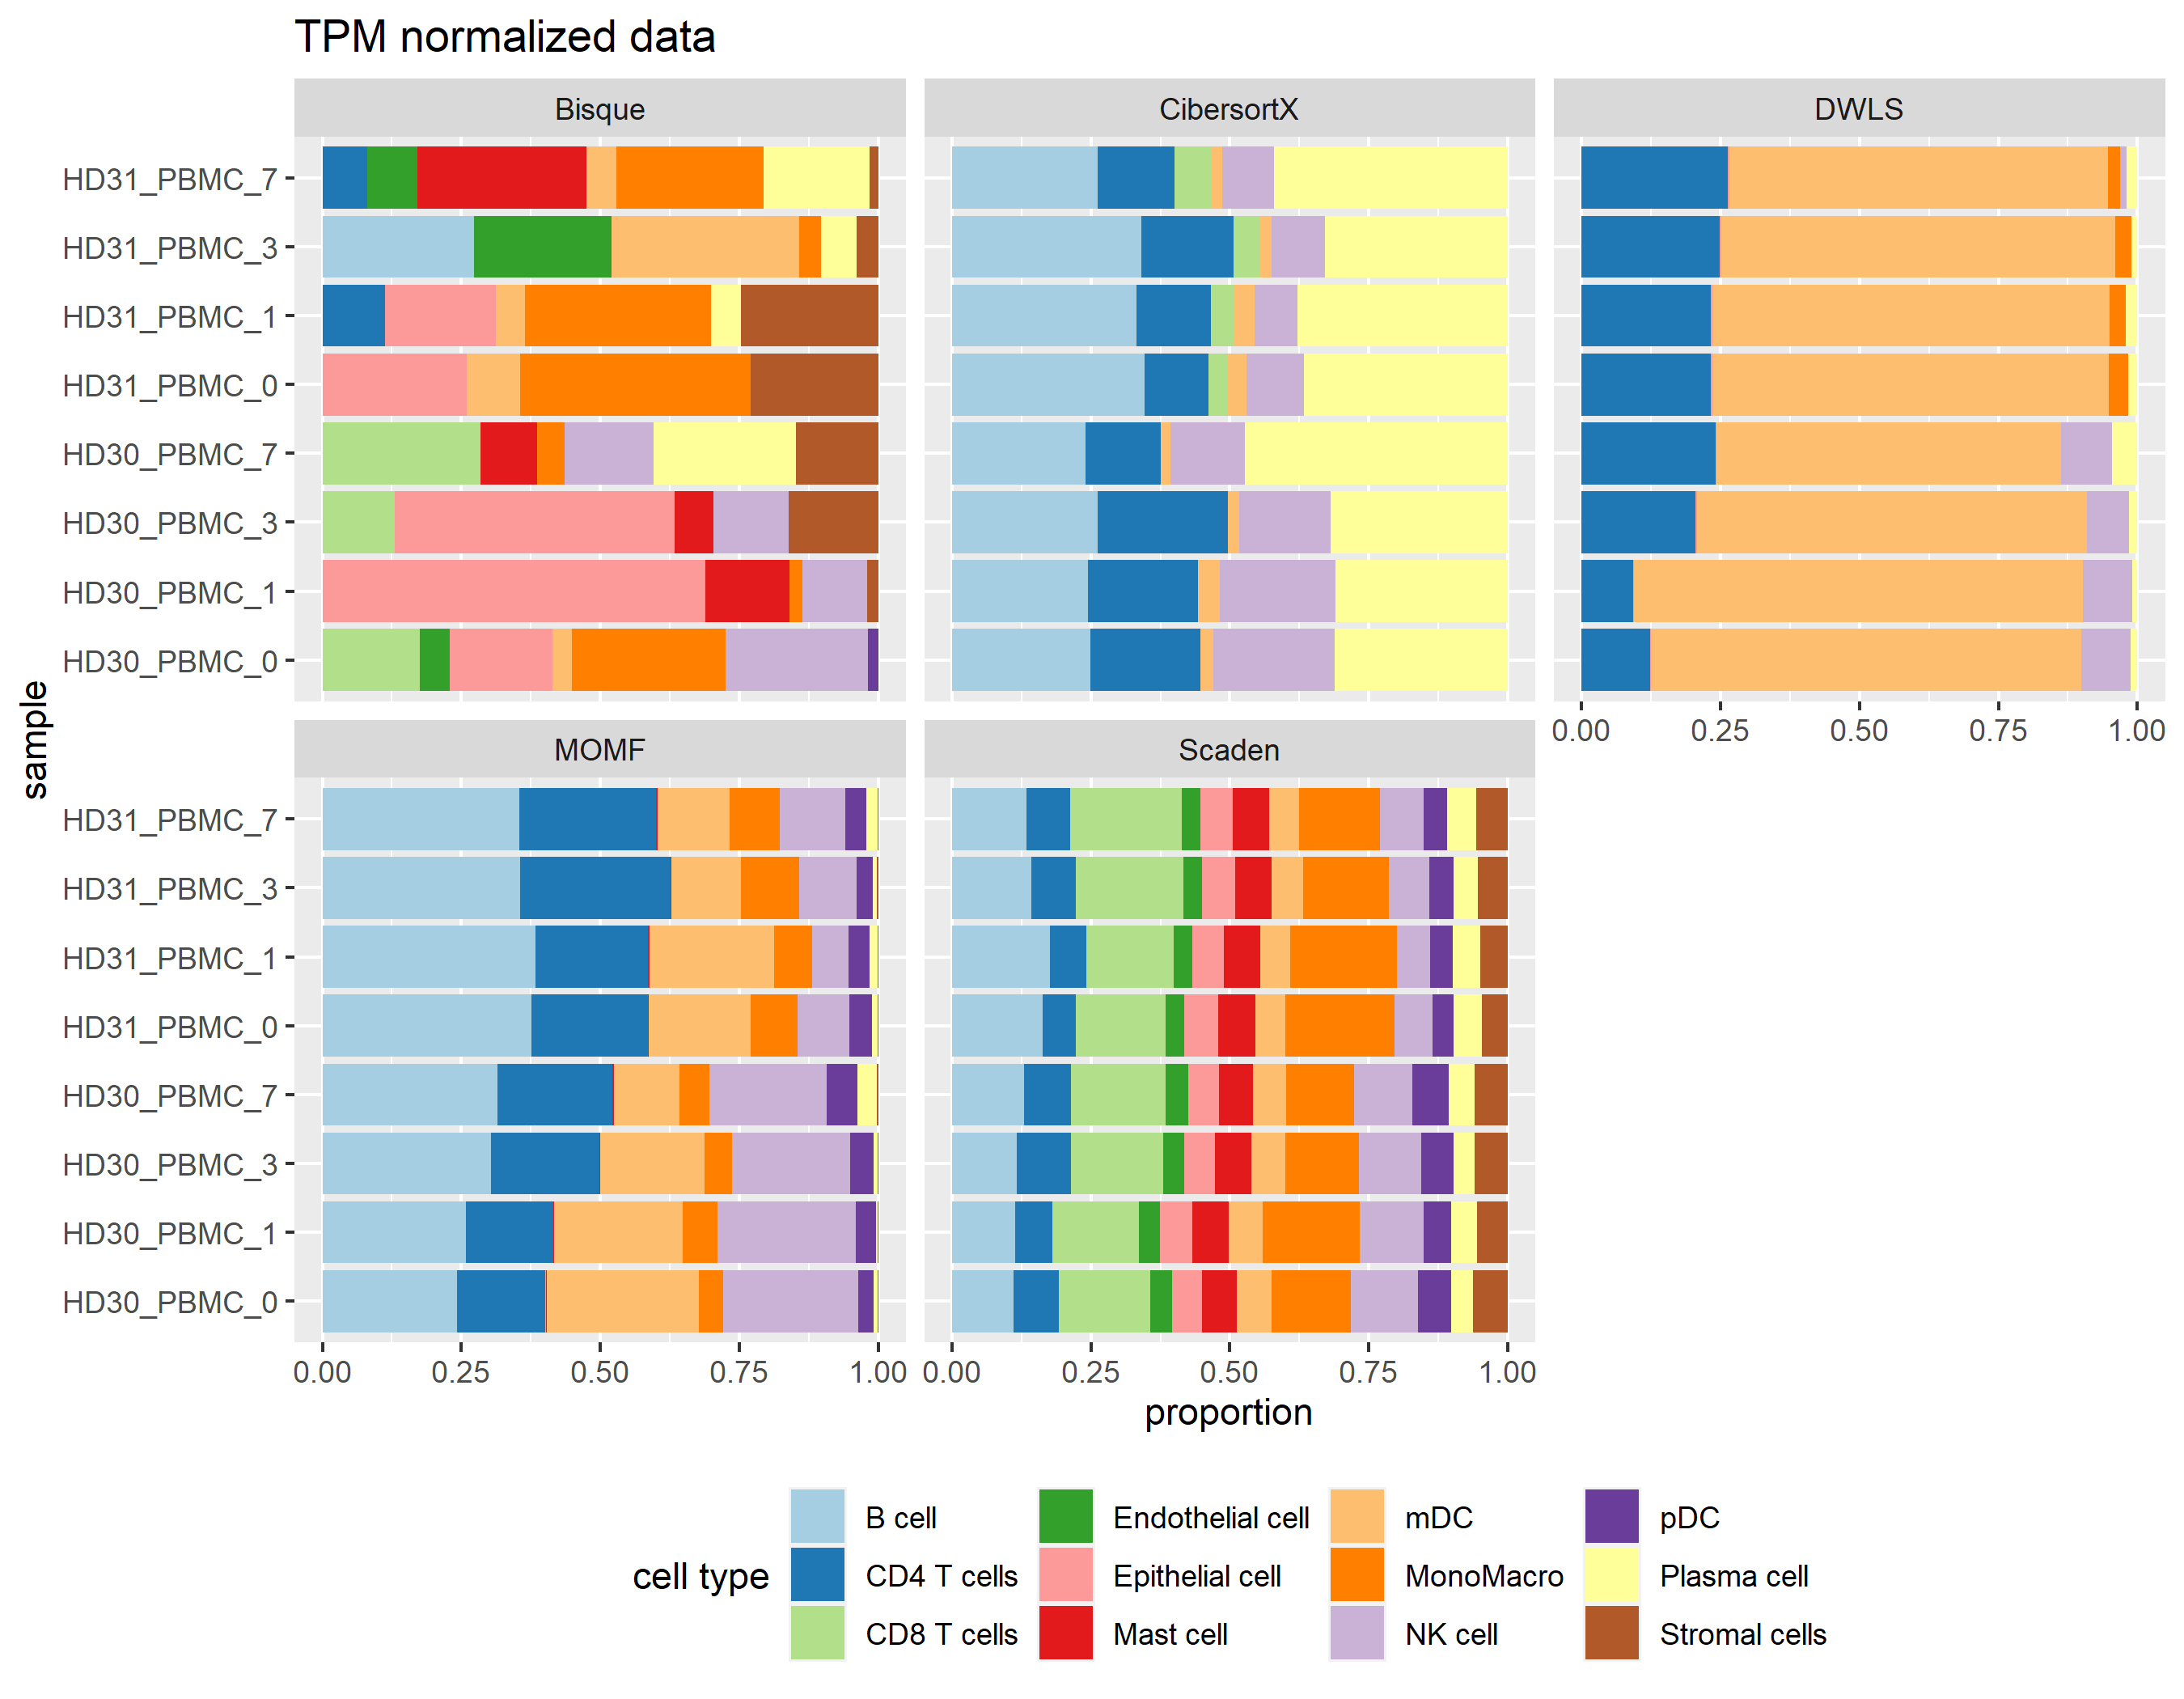 TPM normalized data
Bisque
CibersortX
DWLS
HD31_PBMC_7
HD31_PBMC_3
HD31_PBMC_1
HD31_PBMC_0
HD30_PBMC_7
HD30_PBMC_3
HD30_PBMC_1
HD30_PBMC_0
0.00 0.25 0.50 0.75 1.00
sample
MOMF
Scaden
HD31_PBMC_7
HD31_PBMC_3
HD31_PBMC_1
HD31_PBMC_0
HD30_PBMC_7
HD30_PBMC_3
HD30_PBMC_1
HD30_PBMC_0
0.00 0.25 0.50 0.75 1.00 0.00 0.25 0.50 0.75 1.00
proportion
cell type
B cell
CD4 T cells
CD8 T cells
Endothelial cell
Epithelial cell
Mast cell
mDC
MonoMacro
NK cell
pDC
Plasma cell
Stromal cells